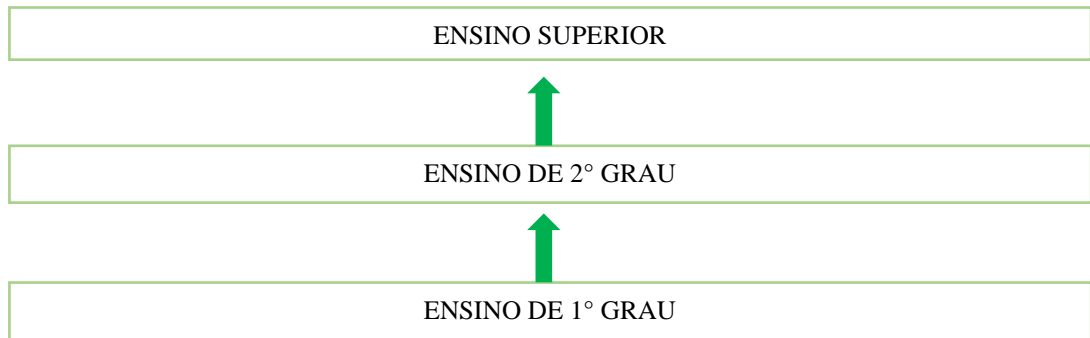 ENSINO SUPERIOR
ENSINO DE 2° GRAU
ENSINO DE 1° GRAU